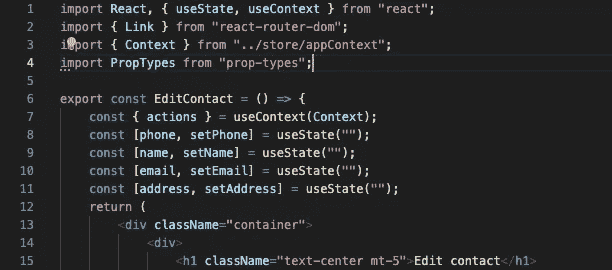 1 import React, { useState, useContext } from "react";
2 import { Link } from "react-router-dom";
3 import { Context } from "../store/appContext";
4 import PropTypes from "prop-types";
5
6 export const EditContact = () => {
7 const { actions } = useContext(Context);
8 const [phone, setPhone] = useState("");
9 const [name, setName] = useState("");
10 const [email, setEmail] = useState("");
11 const [address, setAddress] = useState("");
12 return (
13 <div className="container">
14 <div>
15 <h1 className="text-center mt-5">Edit contact</h1>